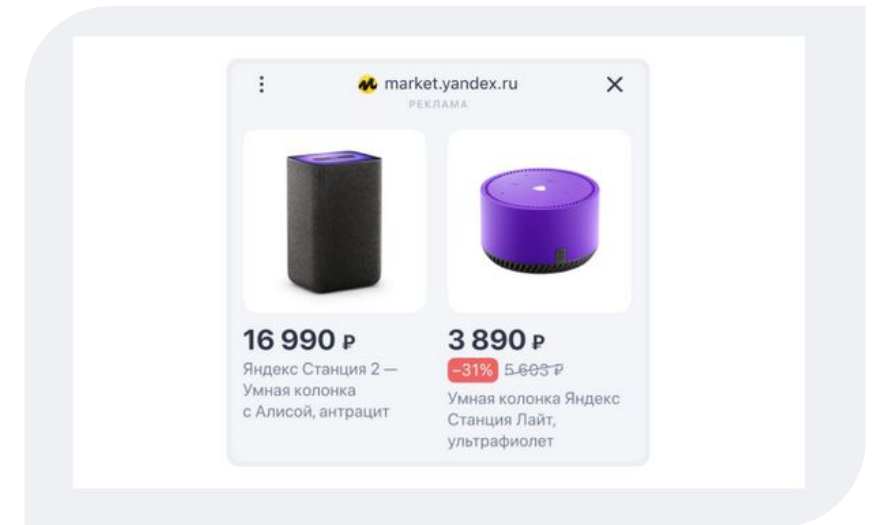 market.yandex.ru
РЕКЛАМА
16 990 ₽
Яндекс Станция 2 —
Умная колонка
с Алисой, антрацит
3 890 ₽
−31% 5 603 ₽
Умная колонка Яндекс
Станция Лайт,
ультрафиолет